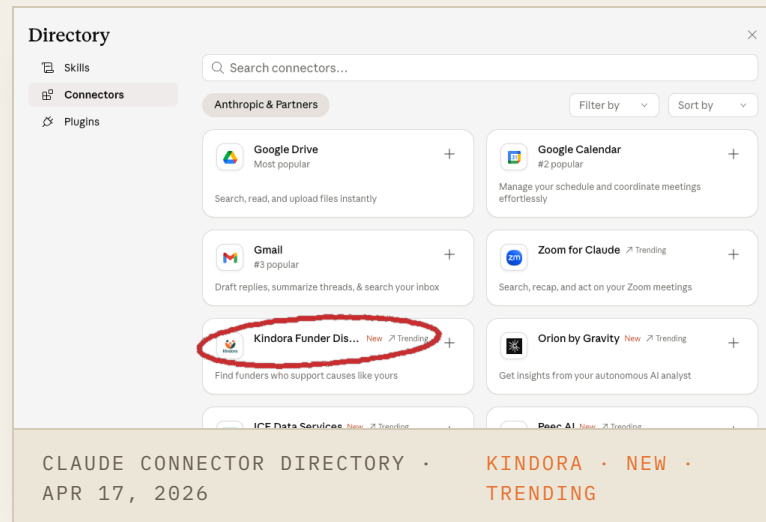 Directory
Skills
Connectors
Plugins
Search connectors...
Anthropic & Partners
Filter by
Sort by
Google Drive
Most popular
Search, read, and upload files instantly
Google Calendar
#2 popular
Manage your schedule and coordinate meetings
effortlessly
Gmail
#3 popular
Draft replies, summarize threads, & search your inbox
Zoom for Claude Trending
Search, recap, and act on your Zoom meetings
Kindora Funder Dis... New Trending
Find funders who support causes like yours
Orion by Gravity New Trending
Get insights from your autonomous AI analyst
ICE Data Services New Trending
Peec AI New Trending
CLAUDE CONNECTOR DIRECTORY ·
APR 17, 2026
KINDORA · NEW ·
TRENDING